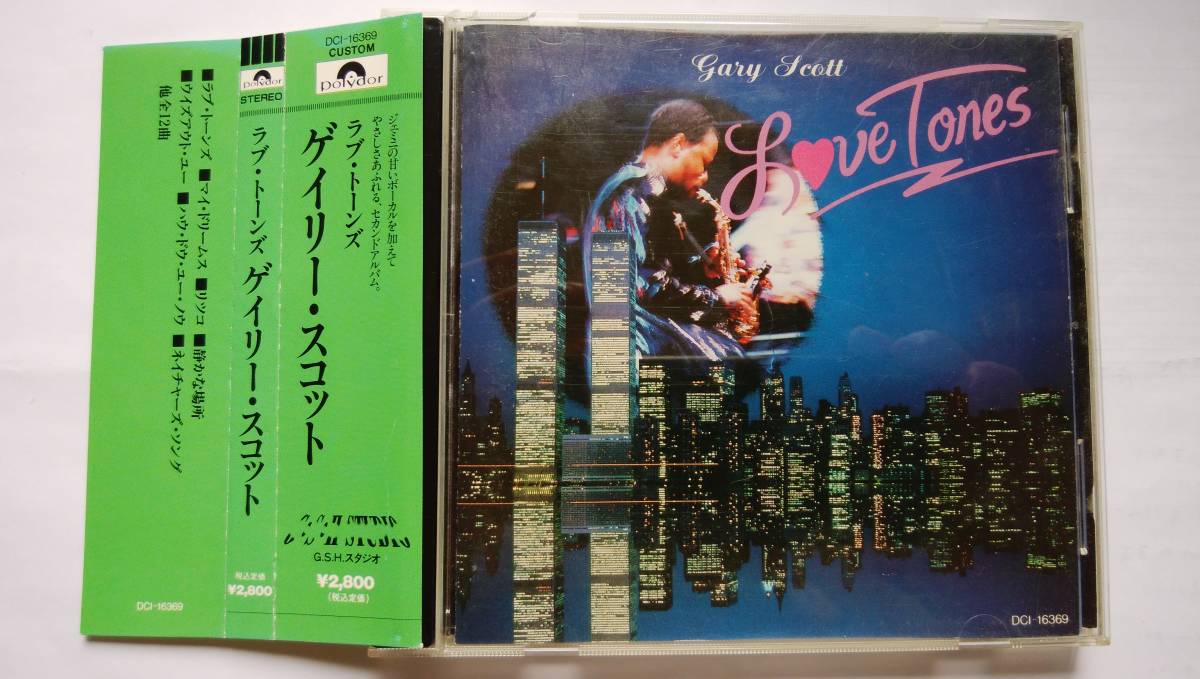 ■ラブ・トーンズ ■マイ・ドリームス ■リツコ ■静かな場所
■ウイズアウト・ユー ■ハウ・ドゥ・ユー・ノウ ■ネイチャーズ・ソング
他 全12曲
DCI-16369
polydor
STEREO
ラブ・トーンズ ゲイリー・スコット
税込定価
¥2,800
DCI-16369
CUSTOM
polydor
ジェミニの甘いボーカルを加えて
やさしさあふれる、セカンドアルバム。
ラブ・トーンズ
ゲイリー・スコット
G.S.H. STUDIO
G.S.H.スタジオ
¥2,800
(税込定価)
Gary Scott
Love Tones
DCI-16369